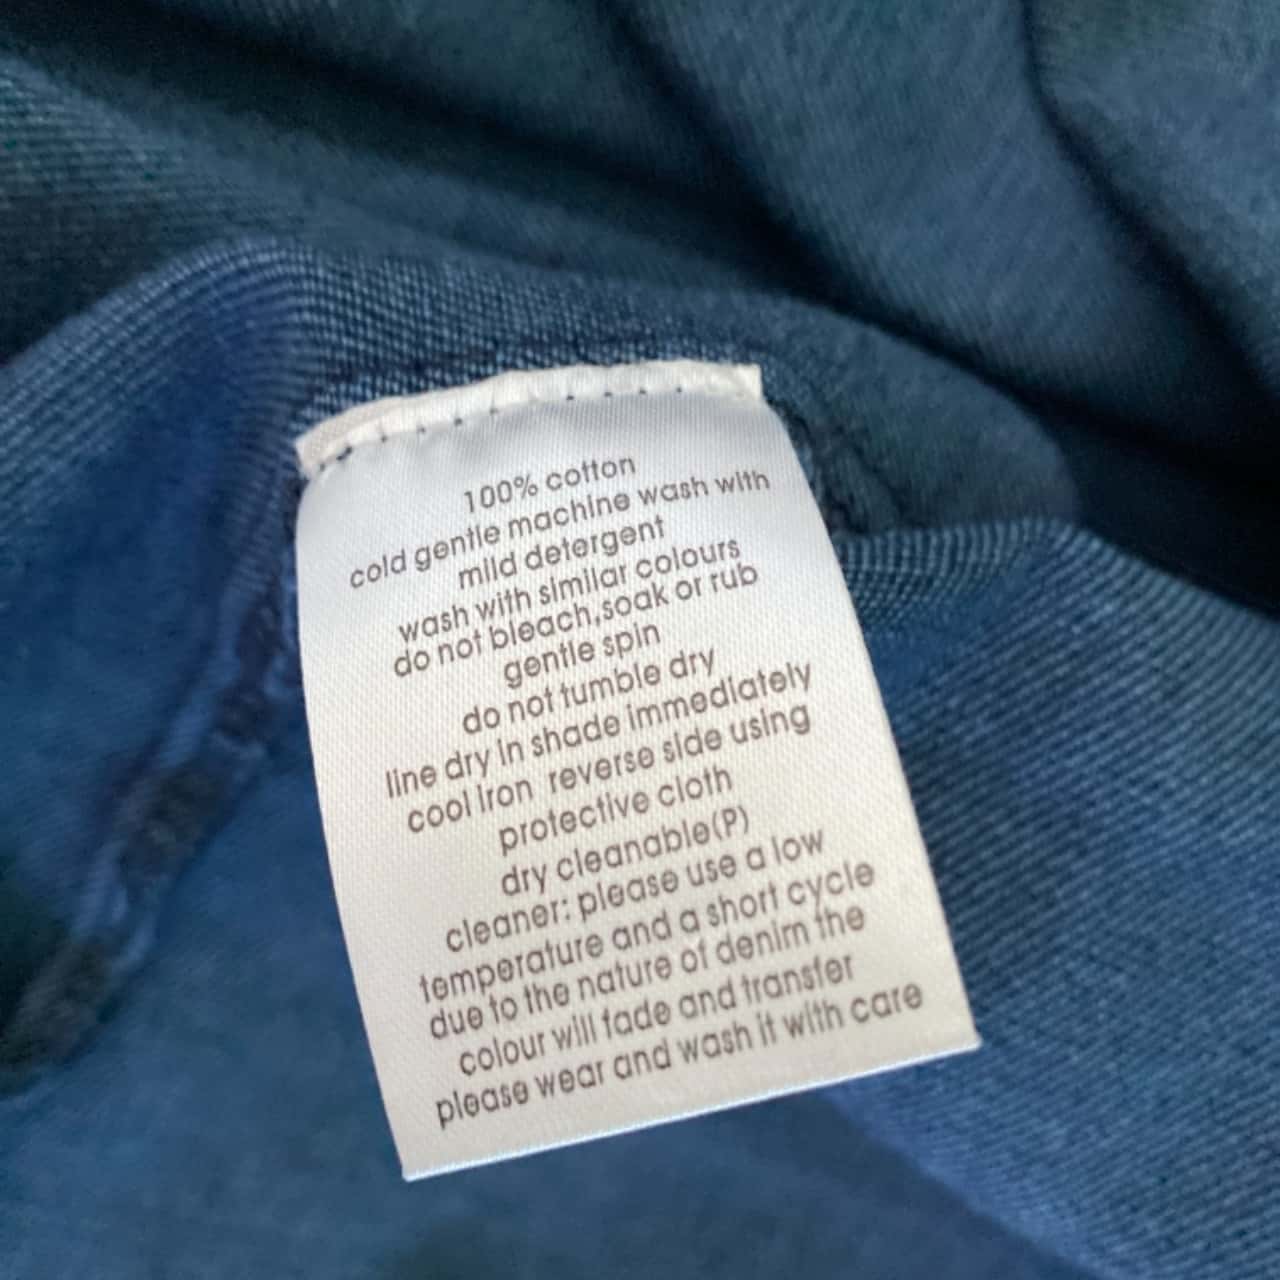 100% cotton
cold gentle machine wash with
mild detergent
wash with similar colours
do not bleach,soak or rub
gentle spin
do not tumble dry
line dry in shade immediately
cool iron reverse side using
protective cloth
dry cleanable(P)
cleaner: please use a low
temperature and a short cycle
due to the nature of denim the
colour will fade and transfer
please wear and wash it with care